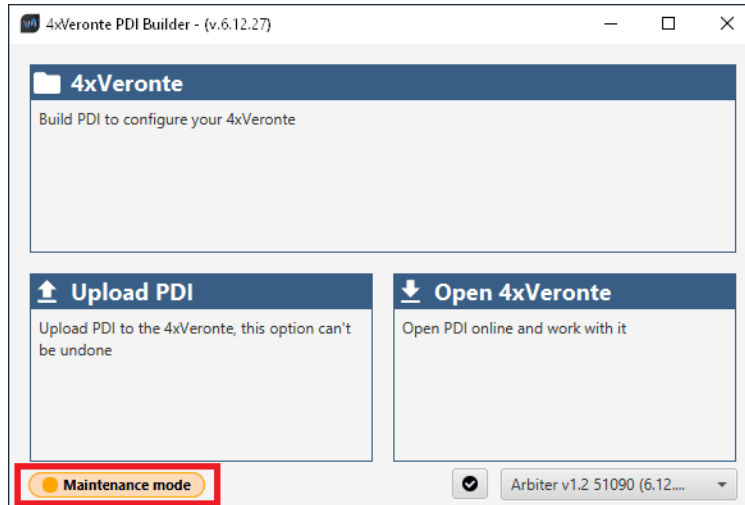 4xVeronte PDI Builder - (v.6.12.27)
4xVeronte
Build PDI to configure your 4xVeronte
Upload PDI
Upload PDI to the 4xVeronte, this option can't
be undone
Open 4xVeronte
Open PDI online and work with it
Maintenance mode
Arbiter v1.2 51090 (6.12....